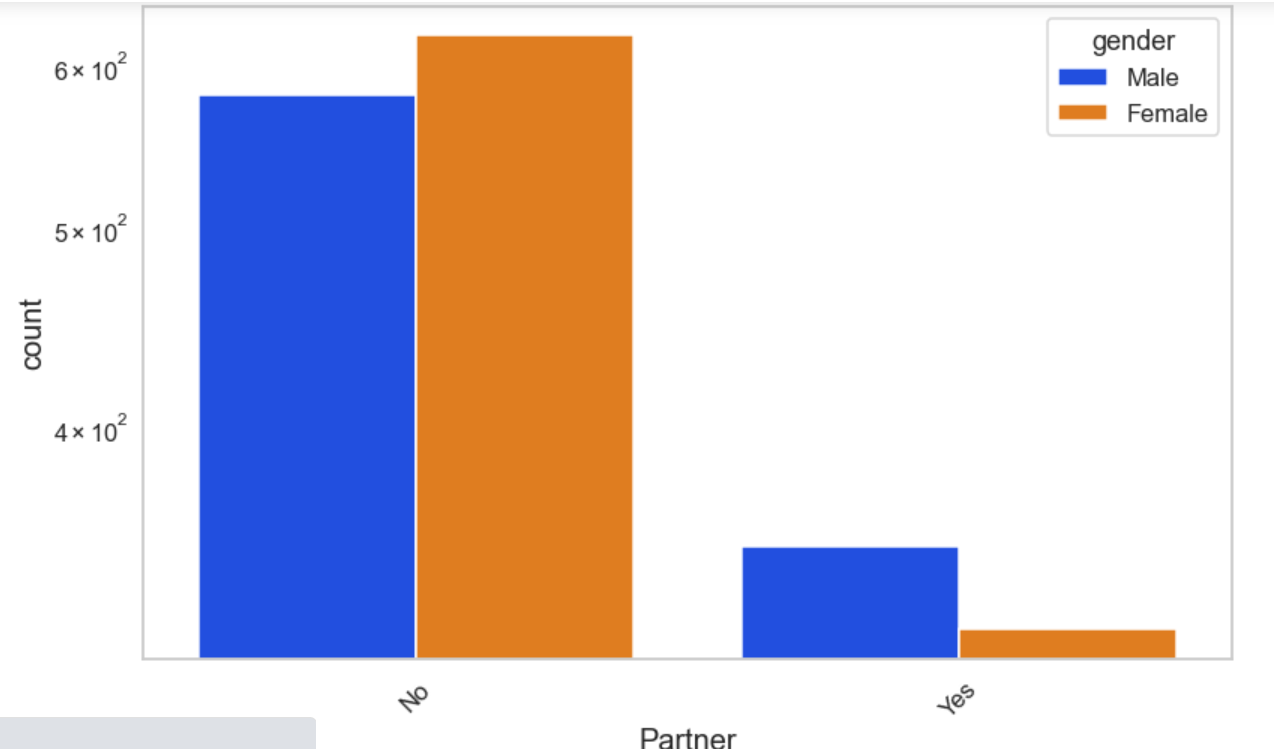 gender
Male
Female
6 × 10²
5 × 10²
4 × 10²
count
No
Yes
Partner